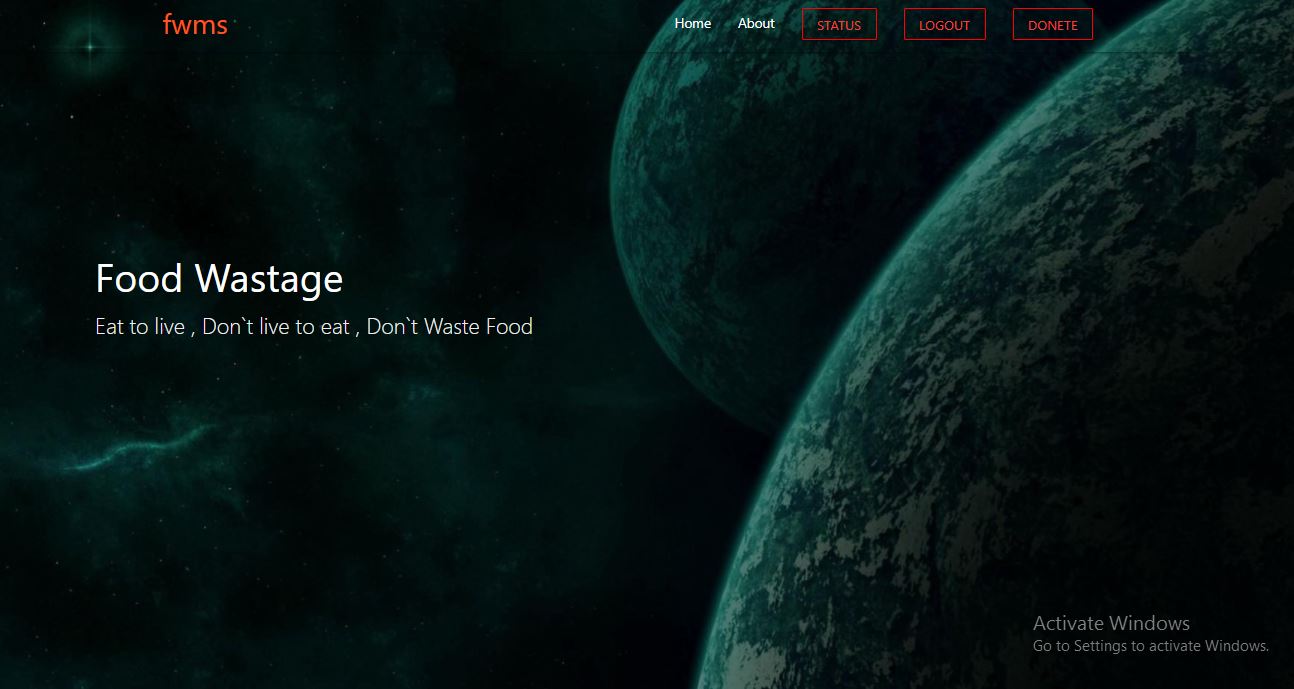 fwms
Home About STATUS LOGOUT DONETE
Food Wastage
Eat to live , Don`t live to eat , Don`t Waste Food
Activate Windows
Go to Settings to activate Windows.